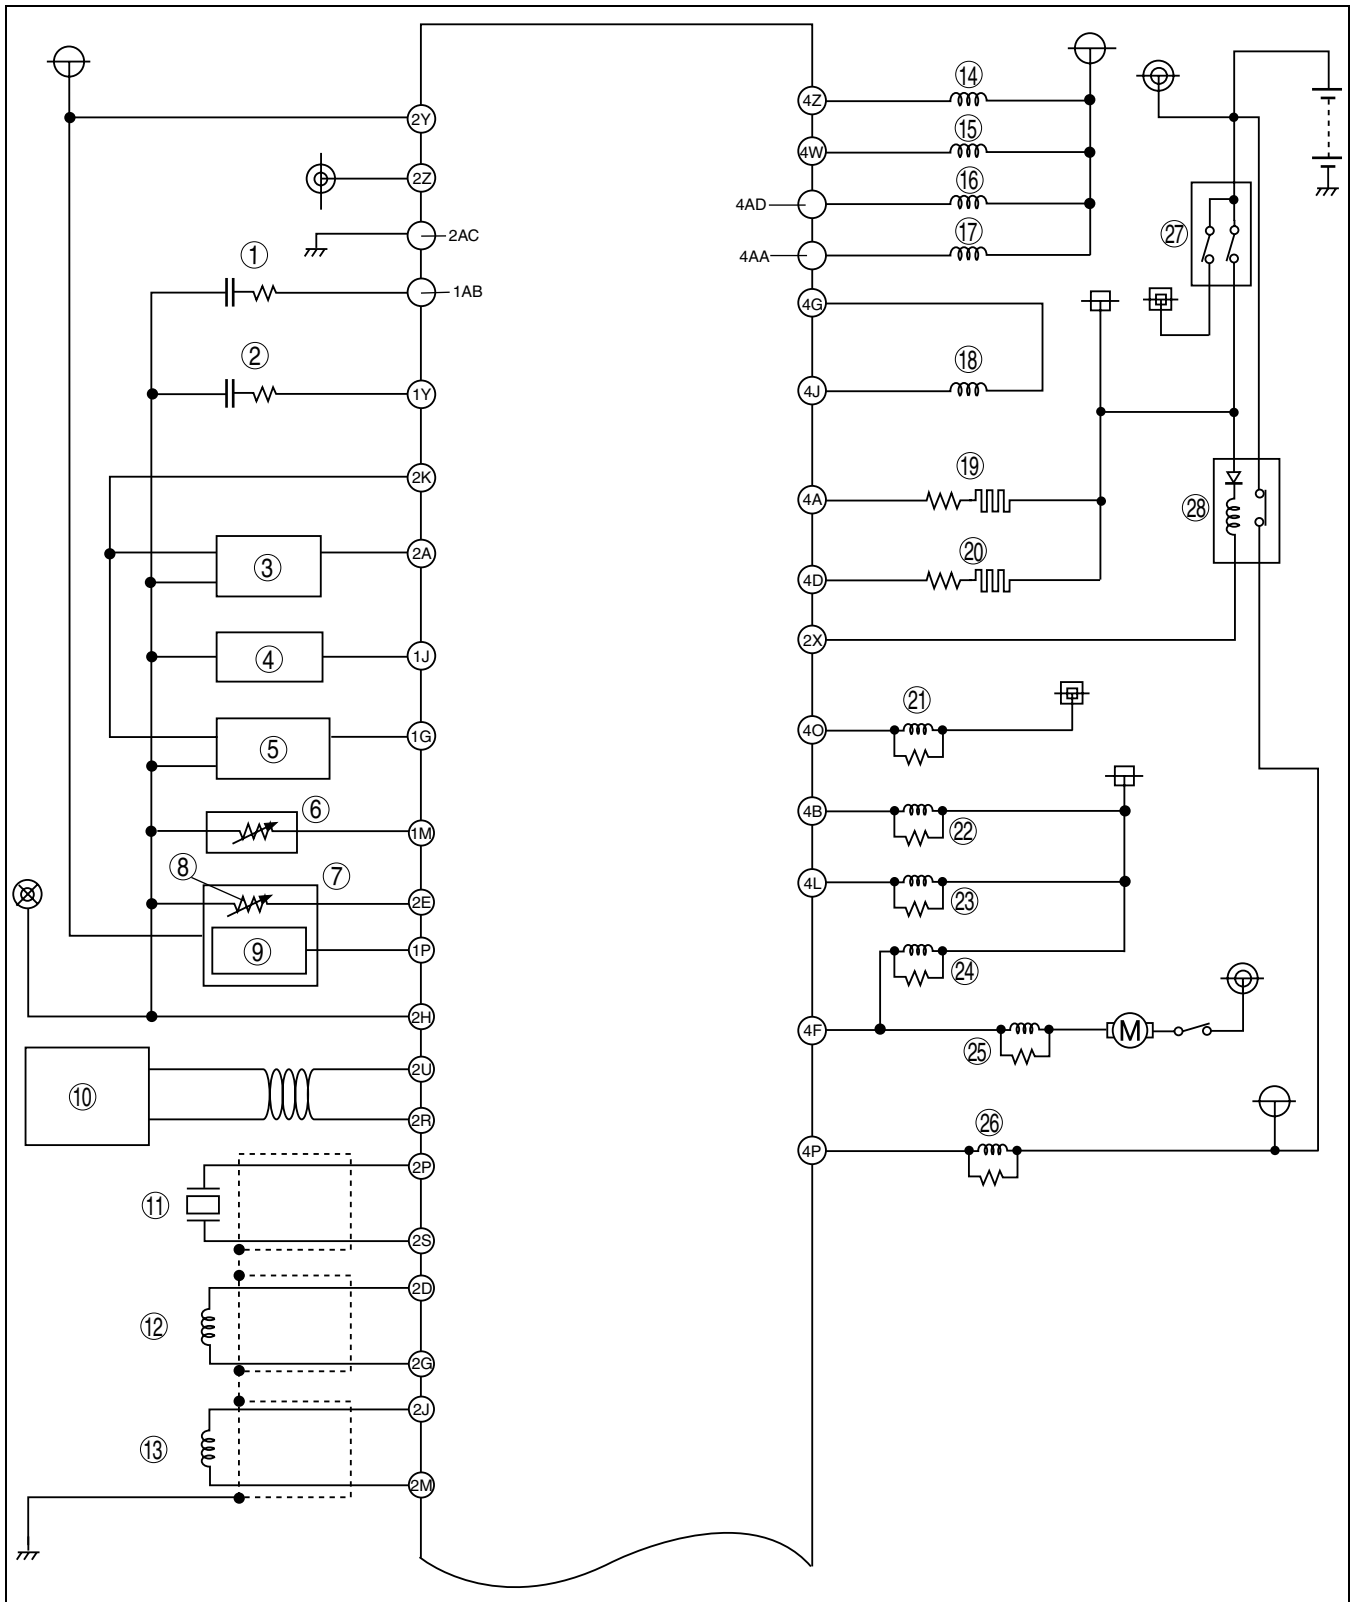 2Y
2Z
2AC
① 1AB
② 1Y
2K
③ 2A
④ 1J
⑤ 1G
⑥ 1M
⑧ ⑦ 2E
⑨ 1P
2H
⑩ 2U
2R
2P
⑪
2S
2D
⑫
2G
2J
⑬
2M
⑭
4Z
⑮
4W
⑯
4AD
⑰
4AA
4G
⑱
4J
⑲
4A
⑳
4D
2X
㉑
4O
4B
㉒
4L
㉓
㉔
4F M
㉕
㉖
4P
㉗
㉘